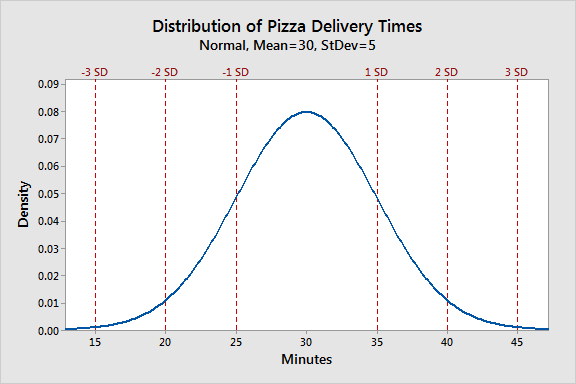 Distribution of Pizza Delivery Times
Normal, Mean=30, StDev=5
-3 SD -2 SD -1 SD 1 SD 2 SD 3 SD
0.09
0.08
0.07
0.06
0.05
0.04
0.03
0.02
0.01
0.00
Density
15 20 25 30 35 40 45
Minutes